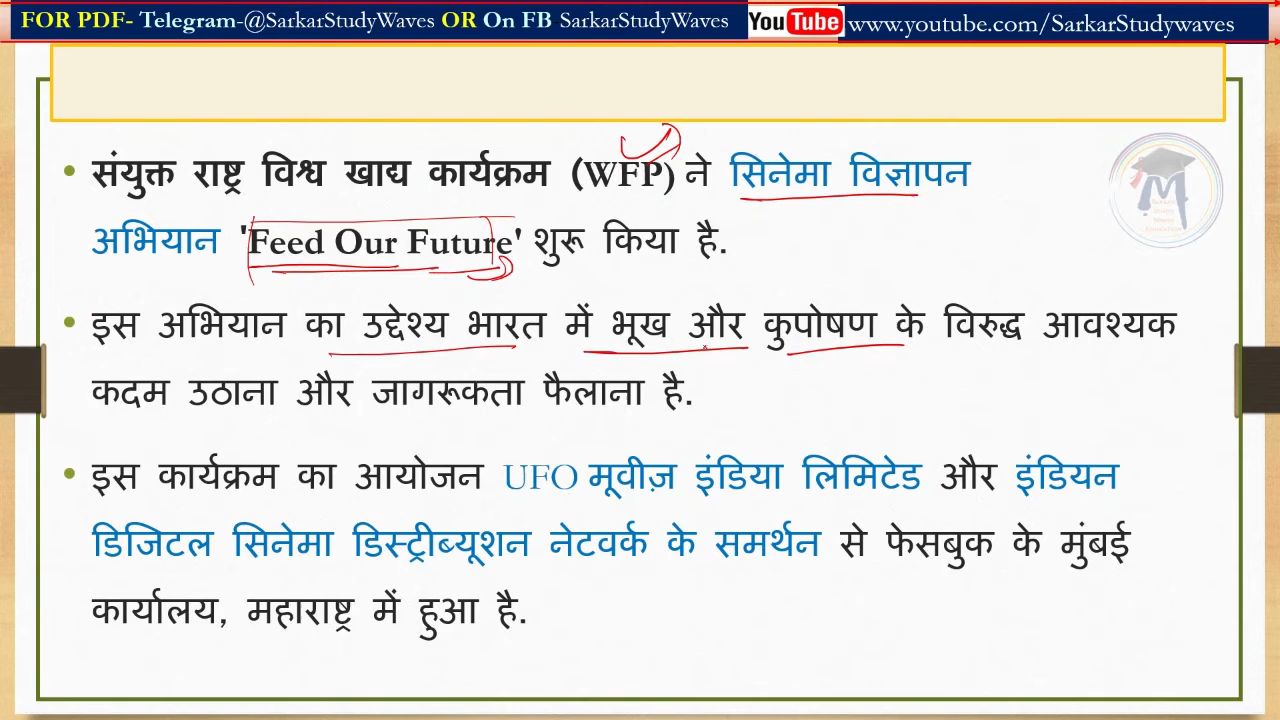 FOR PDF- Telegram-@SarkarStudyWaves OR On FB-SarkarStudyWaves YouTube www.youtube.com/SarkarStudywaves
संयुक्त राष्ट्र विश्व खाद्य कार्यक्रम (WFP) ने सिनेमा विज्ञापन
अभियान 'Feed Our Future' शुरू किया है.
इस अभियान का उद्देश्य भारत में भूख और कुपोषण के विरुद्ध आवश्यक
कदम उठाना और जागरूकता फैलाना है.
इस कार्यक्रम का आयोजन UFO मूवीज़ इंडिया लिमिटेड और इंडियन
डिजिटल सिनेमा डिस्ट्रीब्यूशन नेटवर्क के समर्थन से फेसबुक के मुंबई
कार्यालय, महाराष्ट्र में हुआ है.